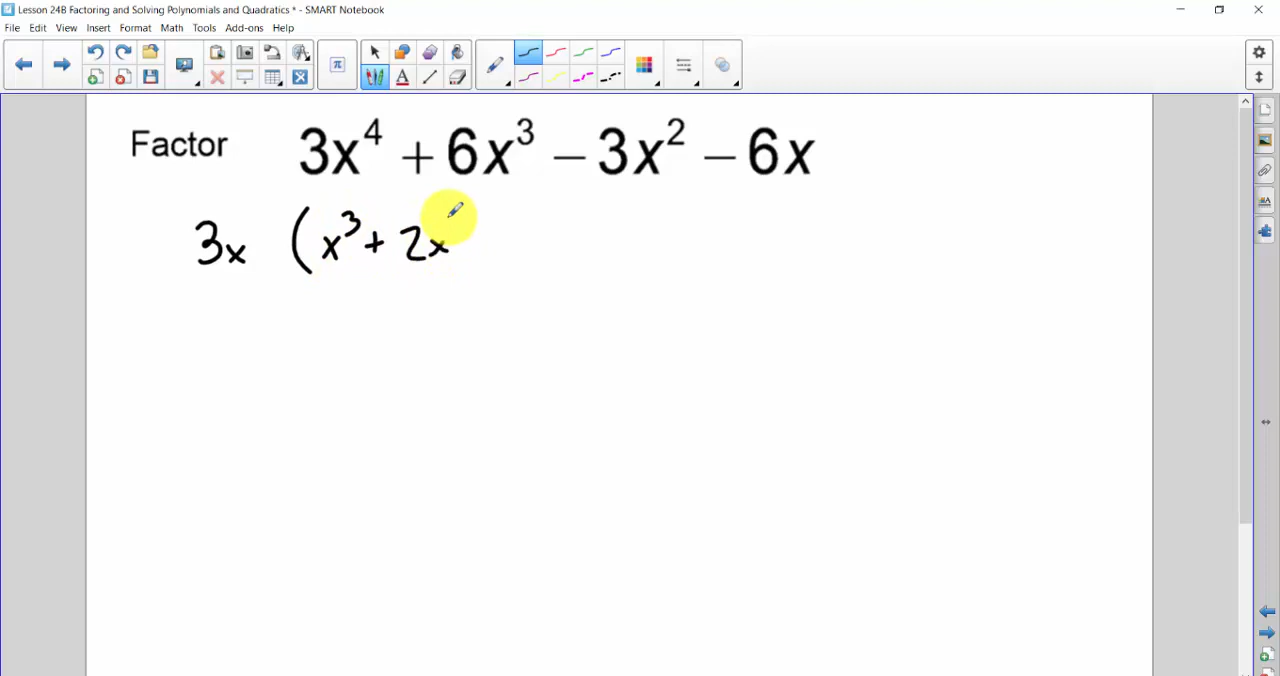 Lesson 24B Factoring and Solving Polynomials and Quadratics * - SMART Notebook
File Edit View Insert Format Math Tools Add-ons Help
Factor 3x⁴ + 6x³ − 3x² − 6x
3x (x³ + 2x